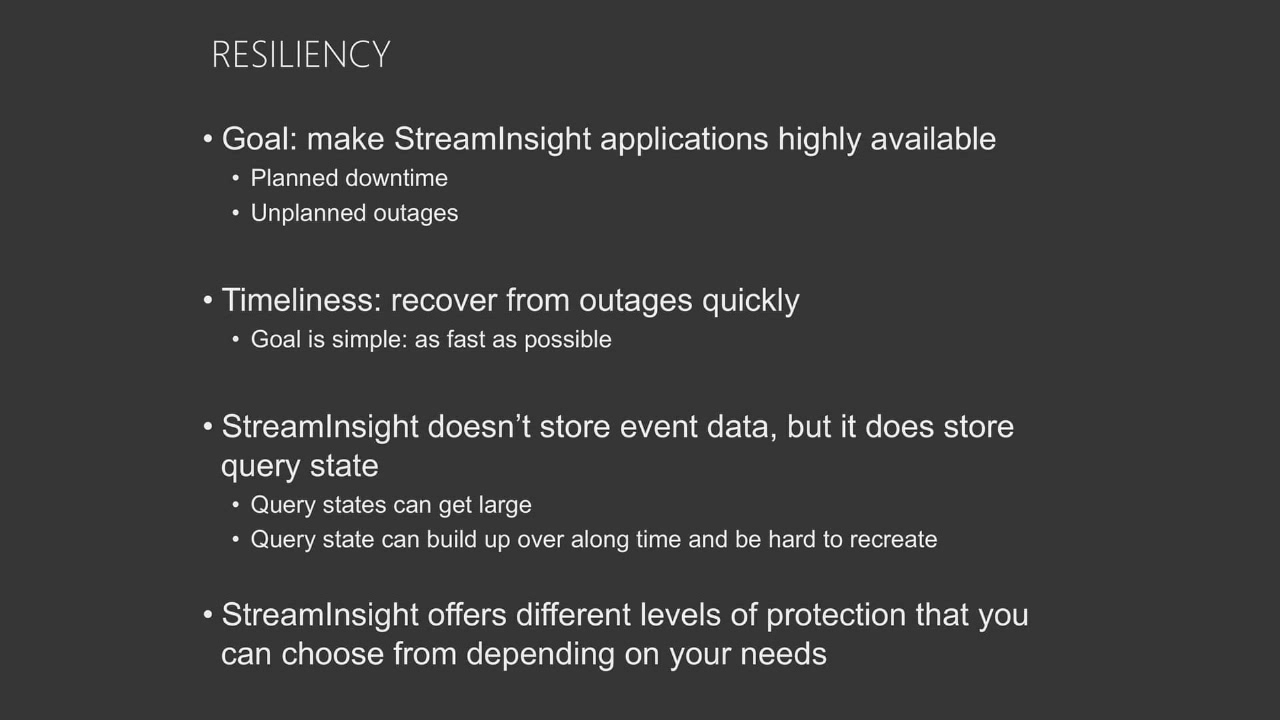 RESILIENCY
• Goal: make StreamInsight applications highly available
• Planned downtime
• Unplanned outages
• Timeliness: recover from outages quickly
• Goal is simple: as fast as possible
• StreamInsight doesn’t store event data, but it does store
query state
• Query states can get large
• Query state can build up over along time and be hard to recreate
• StreamInsight offers different levels of protection that you
can choose from depending on your needs